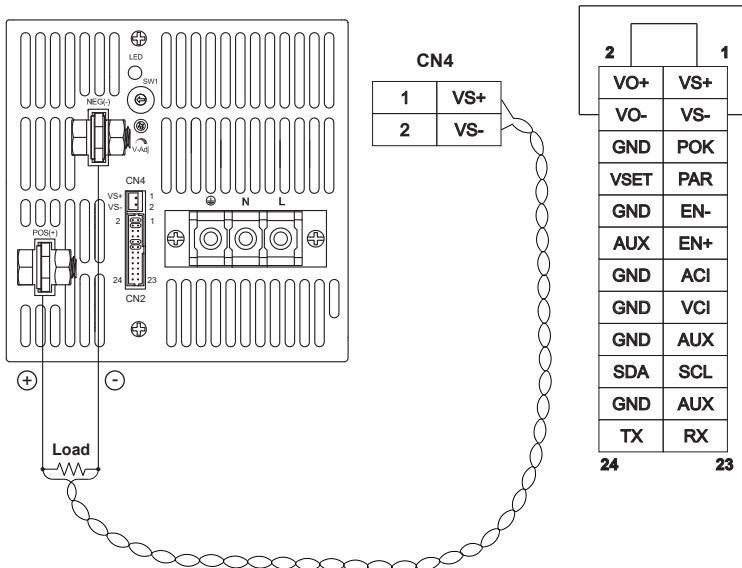 LED
SW1
NEG(-)
V-Adj
CN4
VS+ 1
VS- 2
2 1
POS(+)
24 23
CN2
N L
+ -
Load
CN4
1 VS+
2 VS-
2 1
VO+ VS+
VO- VS-
GND POK
VSET PAR
GND EN-
AUX EN+
GND ACI
GND VCI
GND AUX
SDA SCL
GND AUX
TX RX
24 23